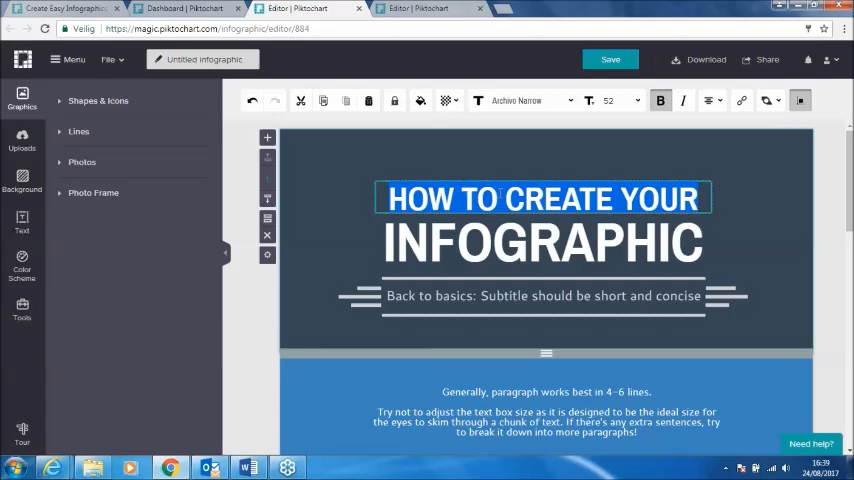 Create Easy Infographics
Dashboard | Piktochart
Editor | Piktochart
Editor | Piktochart
Veilig
https://magic.piktochart.com/infographic/editor/884
Menu
File
Untitled infographic
Save
Download
Share
Graphics
Shapes & Icons
Archivo Narrow
52
B
I
Lines
Uploads
Photos
Background
Photo Frame
HOW TO CREATE YOUR
Text
INFOGRAPHIC
Color
Scheme
Back to basics: Subtitle should be short and concise
Tools
Generally, paragraph works best in 4-6 lines.
Try not to adjust the text box size as it is designed to be the ideal size for
the eyes to skim through a chunk of text. If there's any extra sentences, try
to break it down into more paragraphs!
Tour
Need help?
16:39
24/08/2017